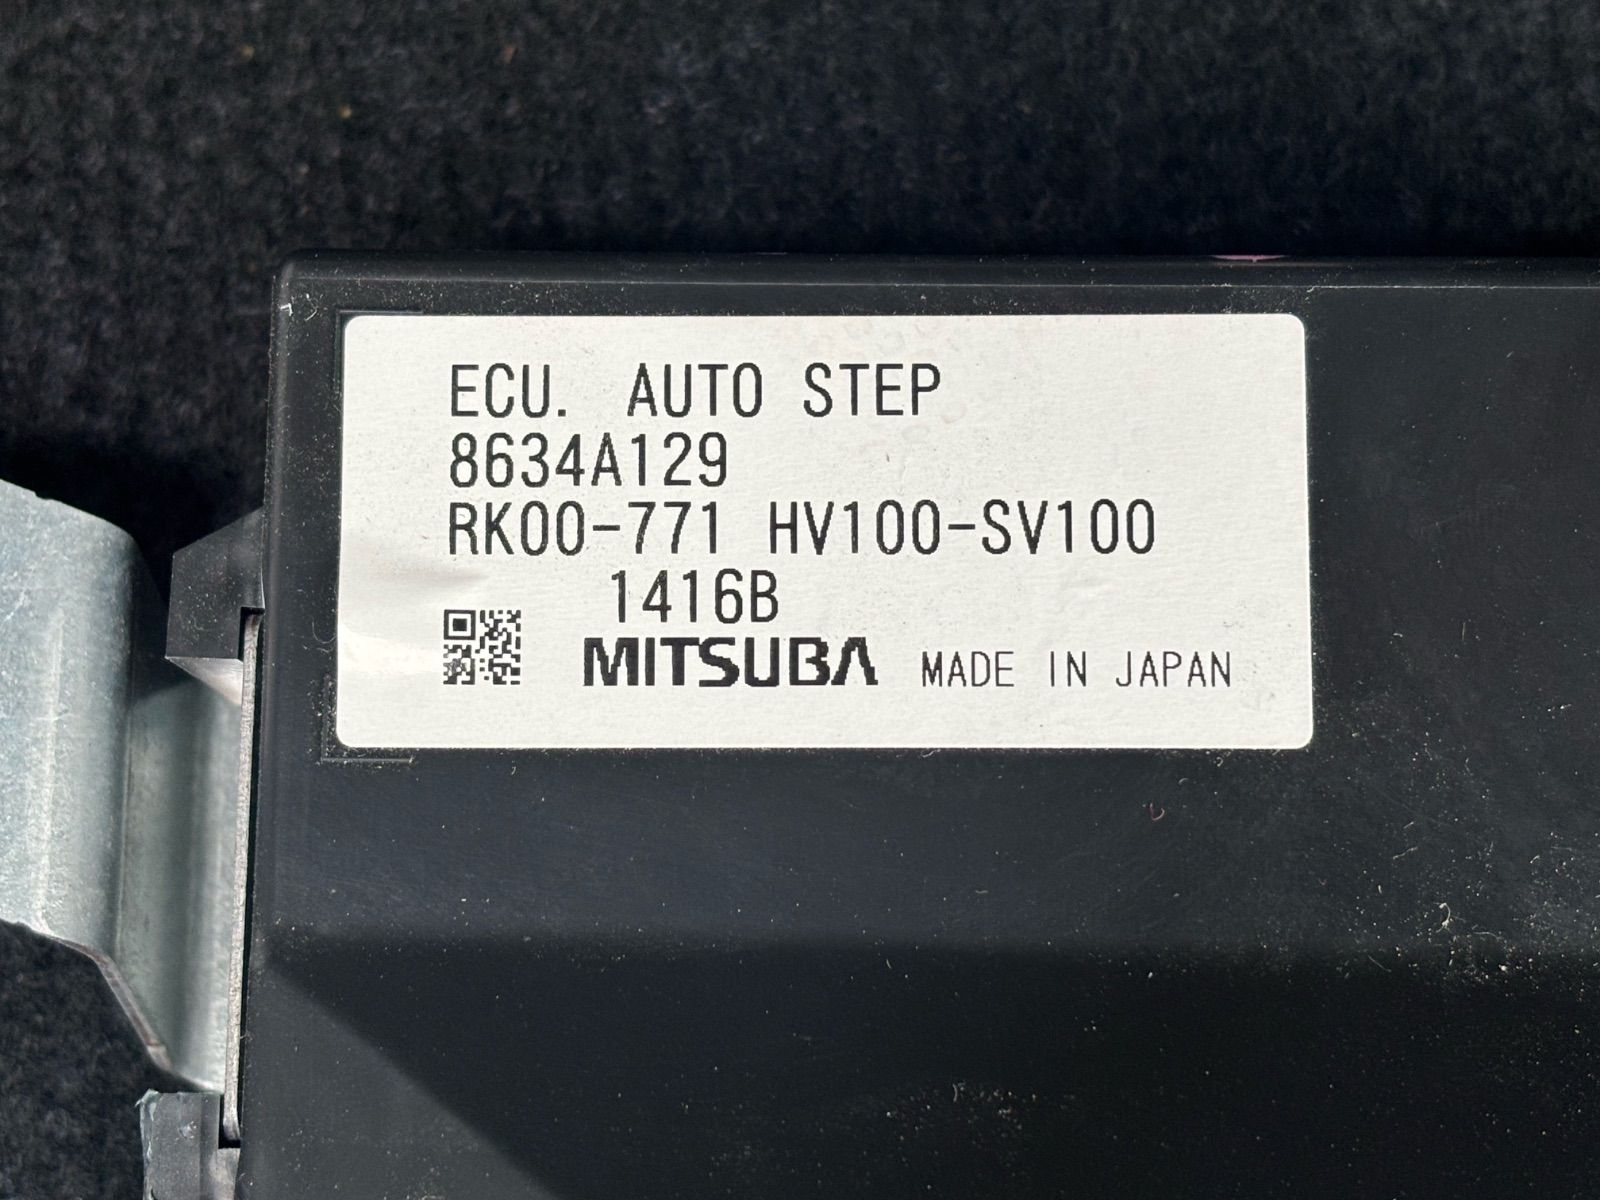 ECU. AUTO STEP
8634A129
RK00-771 HV100-SV100
1416B
MITSUBA MADE IN JAPAN